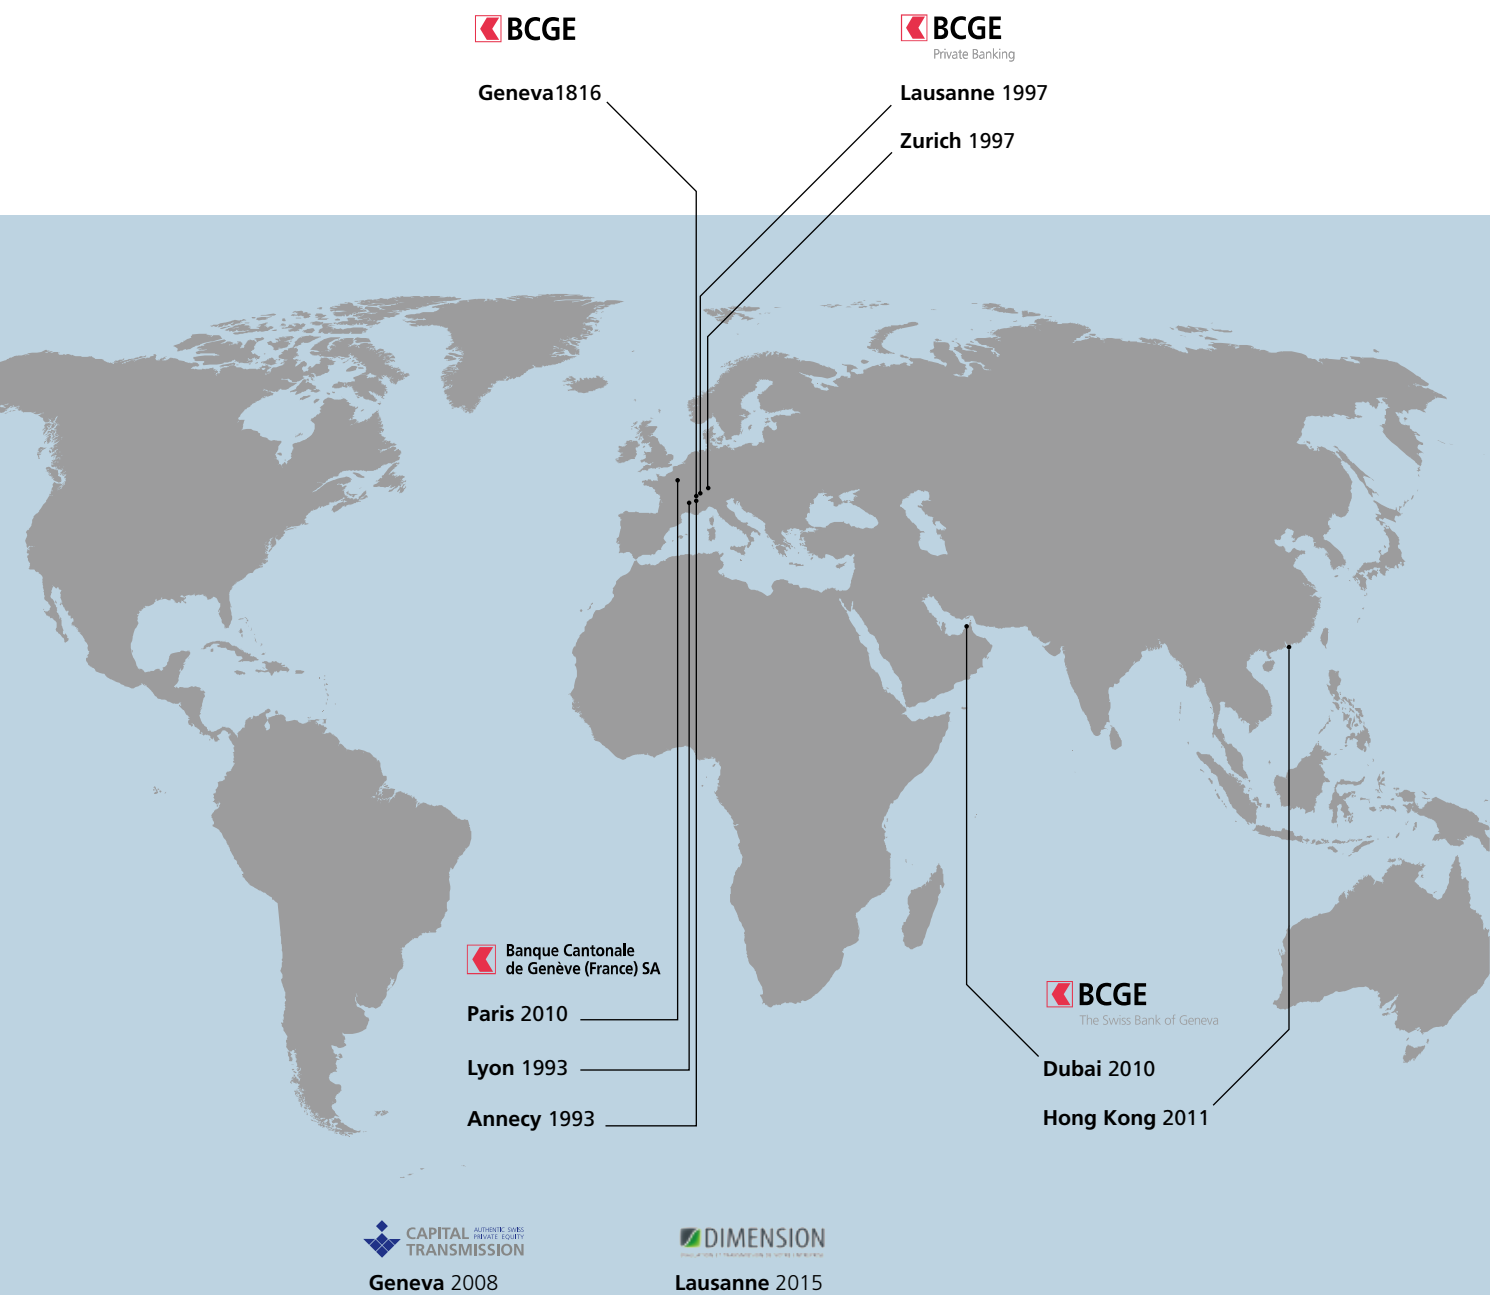 BCGE
Geneva1816
BCGE
Private Banking
Lausanne 1997
Zurich 1997
Banque Cantonale
de Genève (France) SA
Paris 2010
Lyon 1993
Annecy 1993
BCGE
The Swiss Bank of Geneva
Dubai 2010
Hong Kong 2011
CAPITAL AUTHENTIC SWISS
PRIVATE EQUITY
TRANSMISSION
Geneva 2008
DIMENSION
Lausanne 2015